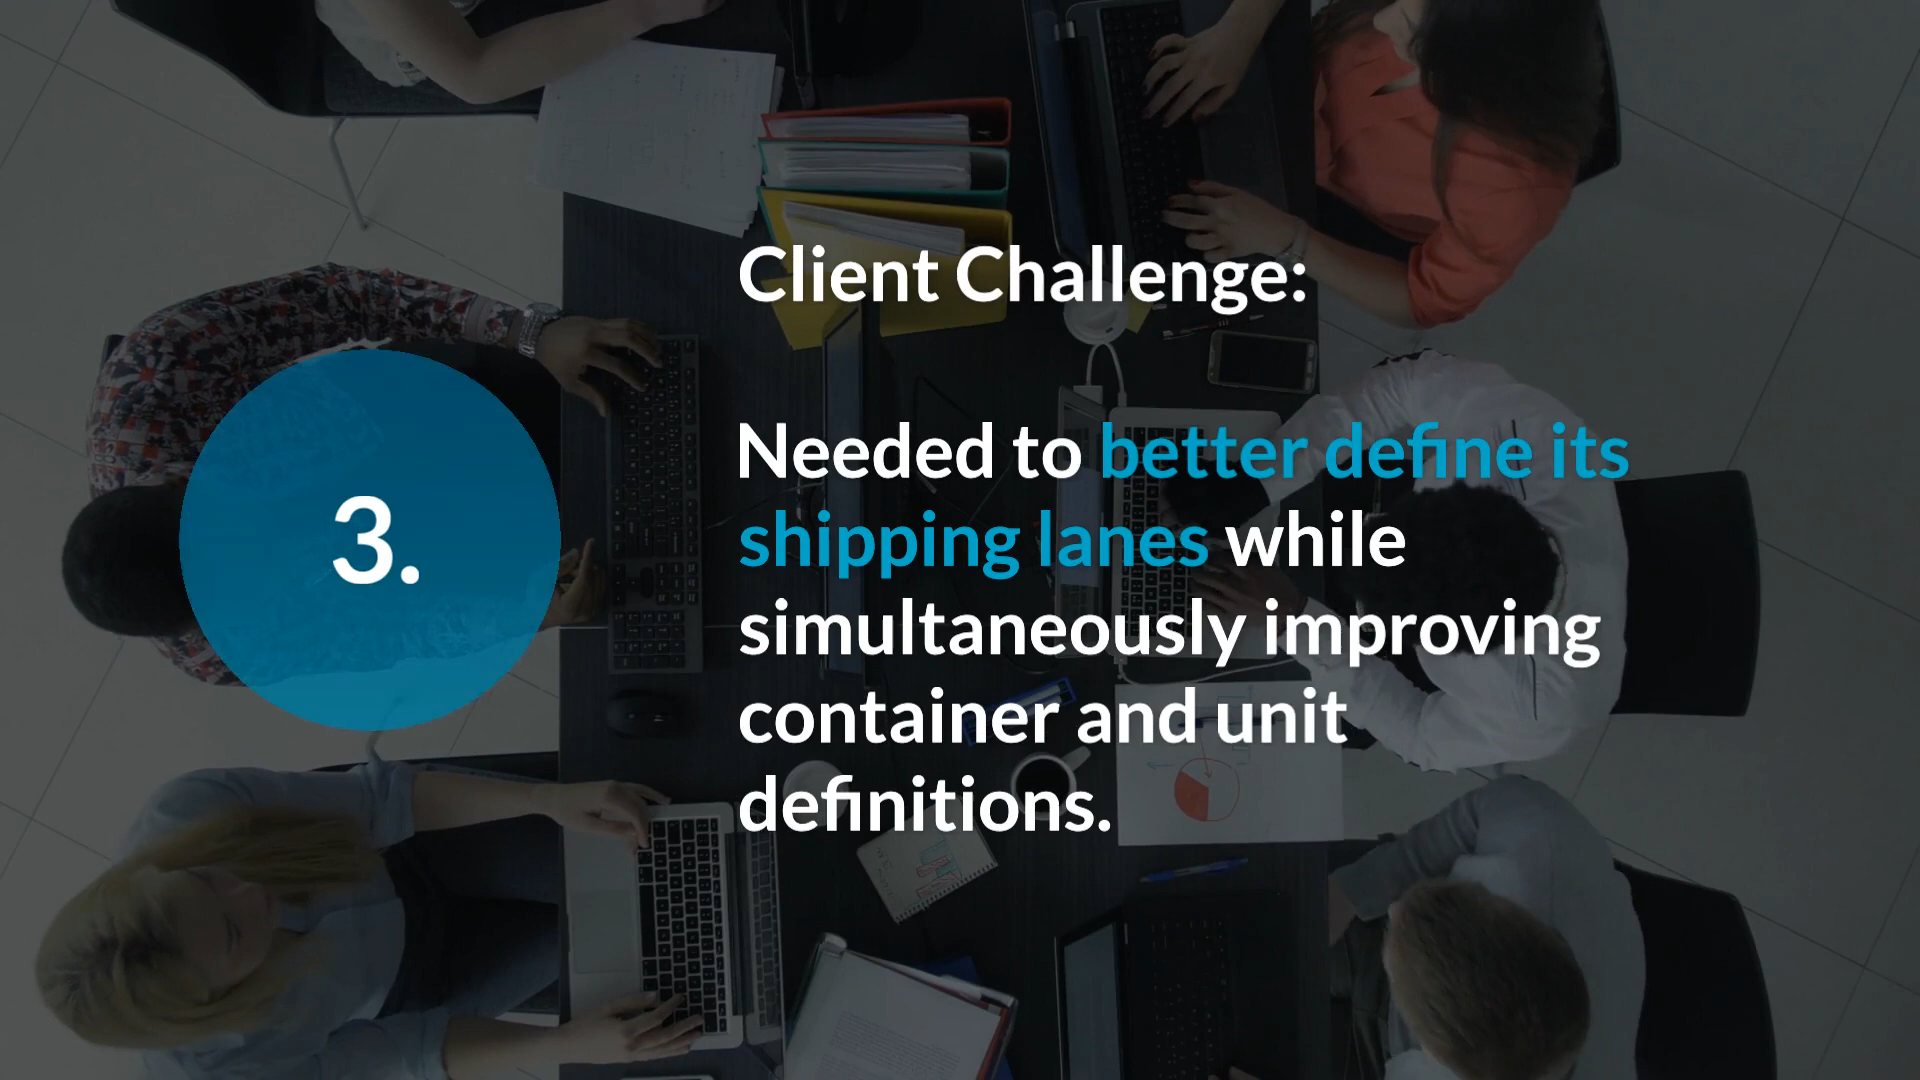 3.
Client Challenge:
Needed to better define its
shipping lanes while
simultaneously improving
container and unit
definitions.